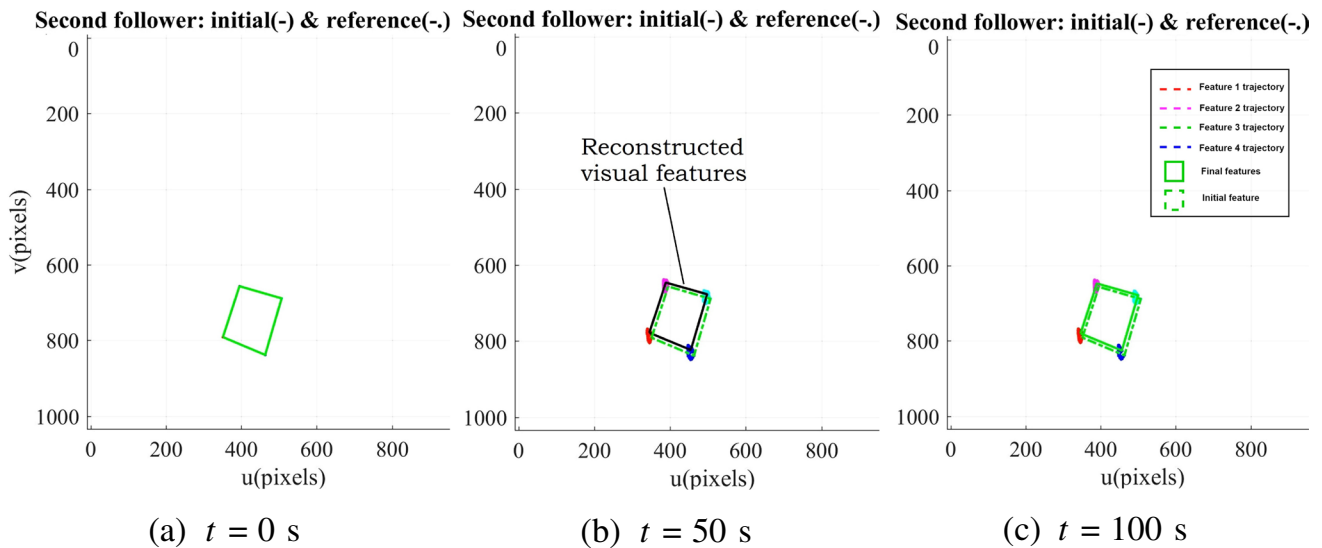 Second follower: initial(-) & reference(-.)
0
200
400
600
800
1000
v(pixels)
0 200 400 600 800
u(pixels)
(a) t = 0 s
Second follower: initial(-) & reference(-.)
0
200
400
600
800
1000
Reconstructed
visual features
0 200 400 600 800
u(pixels)
(b) t = 50 s
Second follower: initial(-) & reference(-.)
0
200
400
600
800
1000
Feature 1 trajectory
Feature 2 trajectory
Feature 3 trajectory
Feature 4 trajectory
Final features
Initial feature
0 200 400 600 800
u(pixels)
(c) t = 100 s